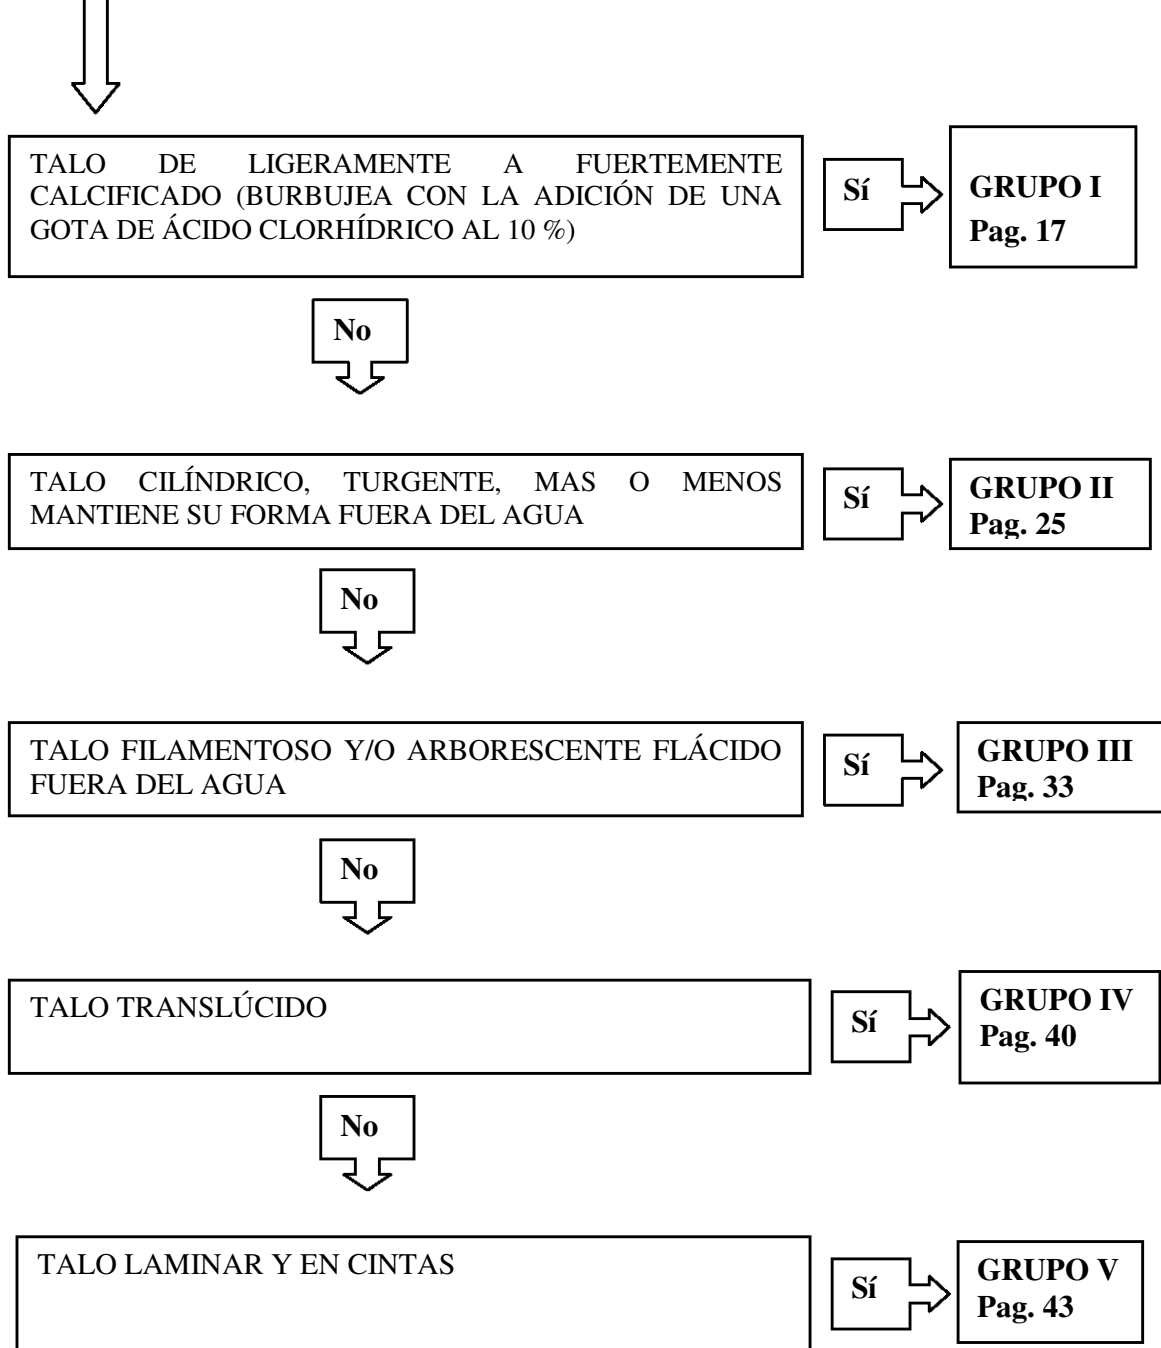 TALO DE LIGERAMENTE A FUERTEMENTE
CALCIFICADO (BURBUJEA CON LA ADICIÓN DE UNA
GOTA DE ÁCIDO CLORHÍDRICO AL 10 %)
Sí
GRUPO I
Pag. 17
No
TALO CILÍNDRICO, TURGENTE, MAS O MENOS
MANTIENE SU FORMA FUERA DEL AGUA
Sí
GRUPO II
Pag. 25
No
TALO FILAMENTOSO Y/O ARBORESCENTE FLÁCIDO
FUERA DEL AGUA
Sí
GRUPO III
Pag. 33
No
TALO TRANSLÚCIDO
Sí
GRUPO IV
Pag. 40
No
TALO LAMINAR Y EN CINTAS
Sí
GRUPO V
Pag. 43